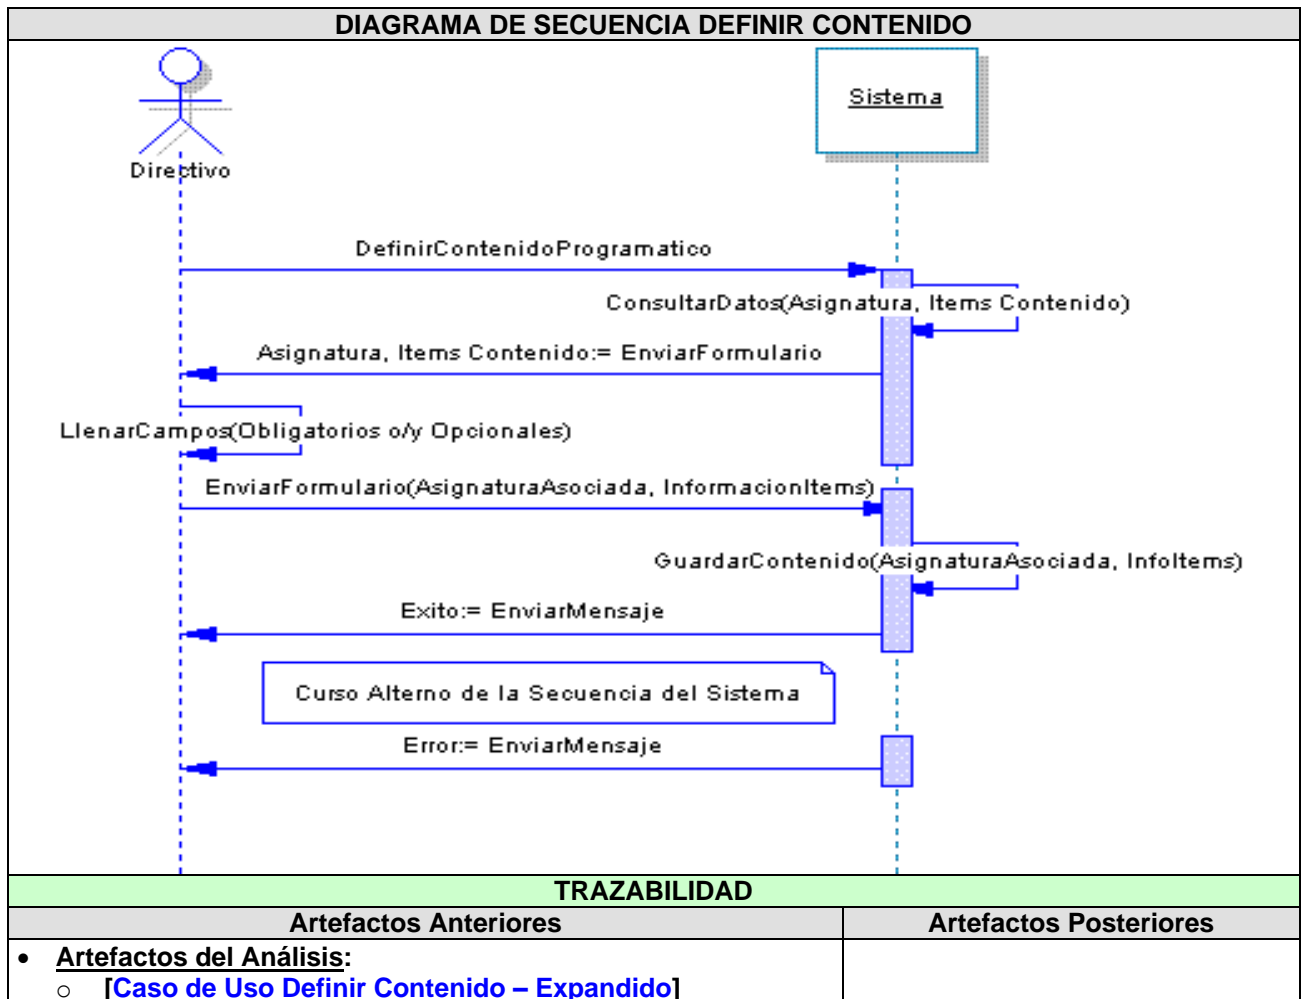 DIAGRAMA DE SECUENCIA DEFINIR CONTENIDO
Sistema
Directivo
DefinirContenidoProgramatico
ConsultarDatos(Asignatura, Items Contenido)
Asignatura, Items Contenido:= EnviarFormulario
LlenarCampos(Obligatorios o/y Opcionales)
EnviarFormulario(AsignaturaAsociada, InformacionItems)
GuardarContenido(AsignaturaAsociada, InfoItems)
Exito:= EnviarMensaje
Curso Alterno de la Secuencia del Sistema
Error:= EnviarMensaje
TRAZABILIDAD
Artefactos Anteriores
Artefactos Posteriores
• Artefactos del Análisis:
o [Caso de Uso Definir Contenido – Expandido]